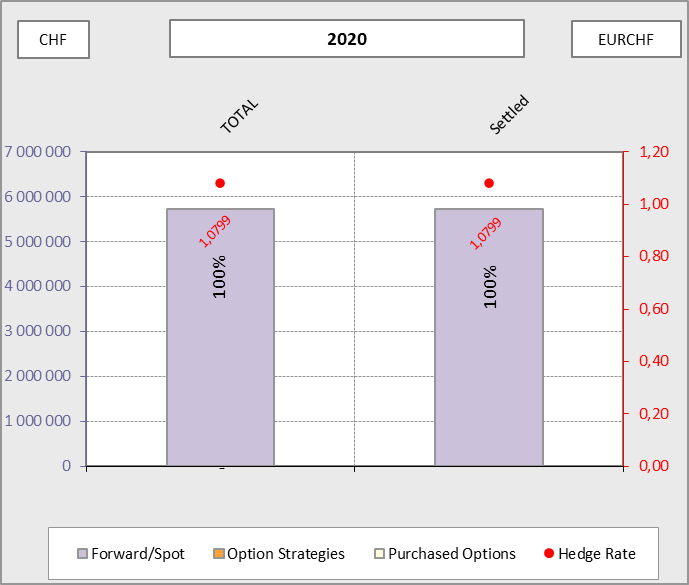 CHF
2020
EURCHF
TOTAL
Settled
7 000 000
1,20
6 000 000
1,00
1,0799
1,0799
5 000 000
0,80
100%
100%
4 000 000
0,60
3 000 000
0,40
2 000 000
0,20
1 000 000
0
-
0,00
Forward/Spot
Option Strategies
Purchased Options
Hedge Rate